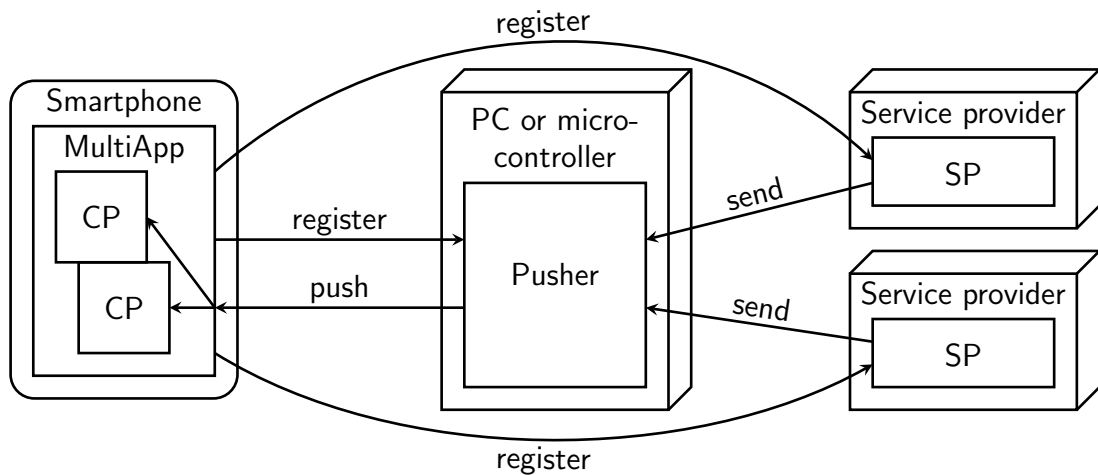 register
Smartphone
MultiApp
CP
CP
register
push
PC or micro-
controller
Pusher
send
send
Service provider
SP
Service provider
SP
register